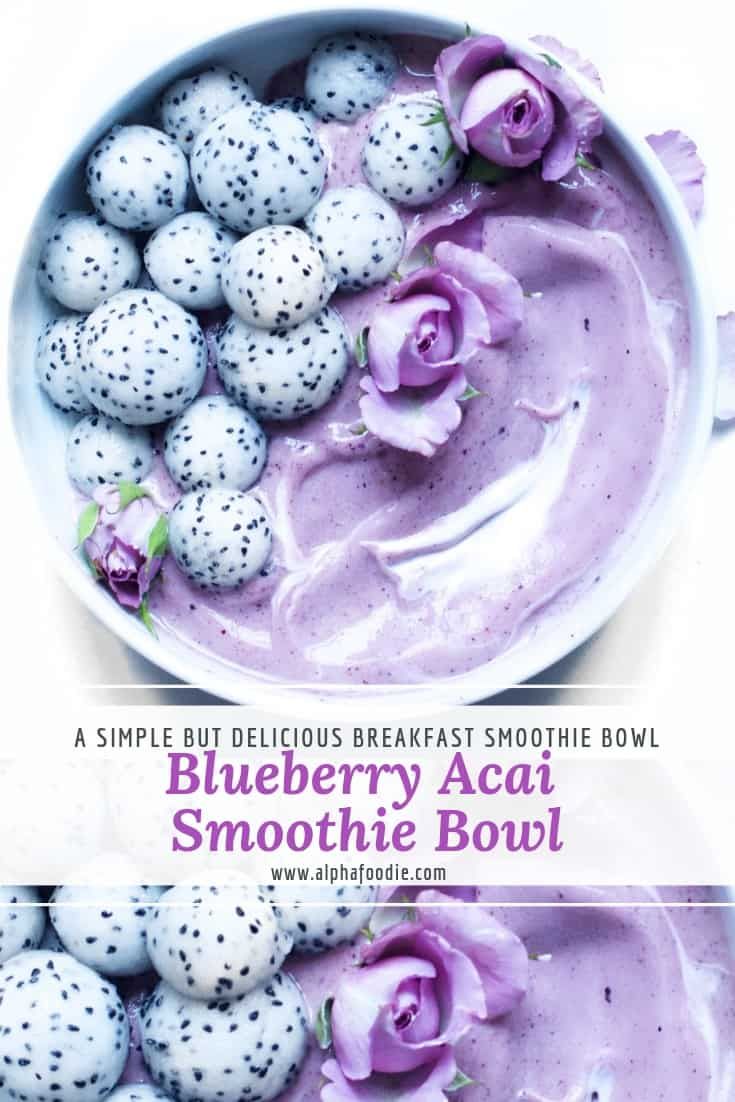 A SIMPLE BUT DELICIOUS BREAKFAST SMOOTHIE BOWL
Blueberry Acai
Smoothie Bowl
www.alphafoodie.com